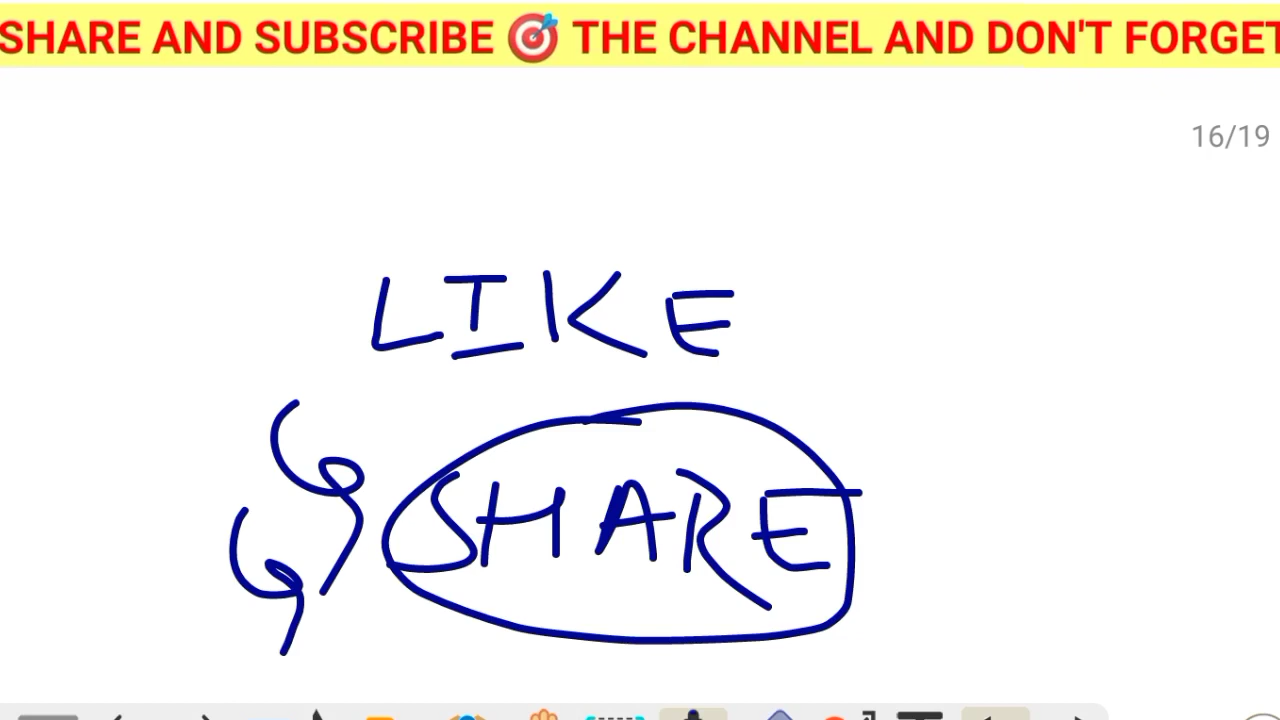 SHARE AND SUBSCRIBE 🎯 THE CHANNEL AND DON'T FORGET
16/19
LIKE
SHARE